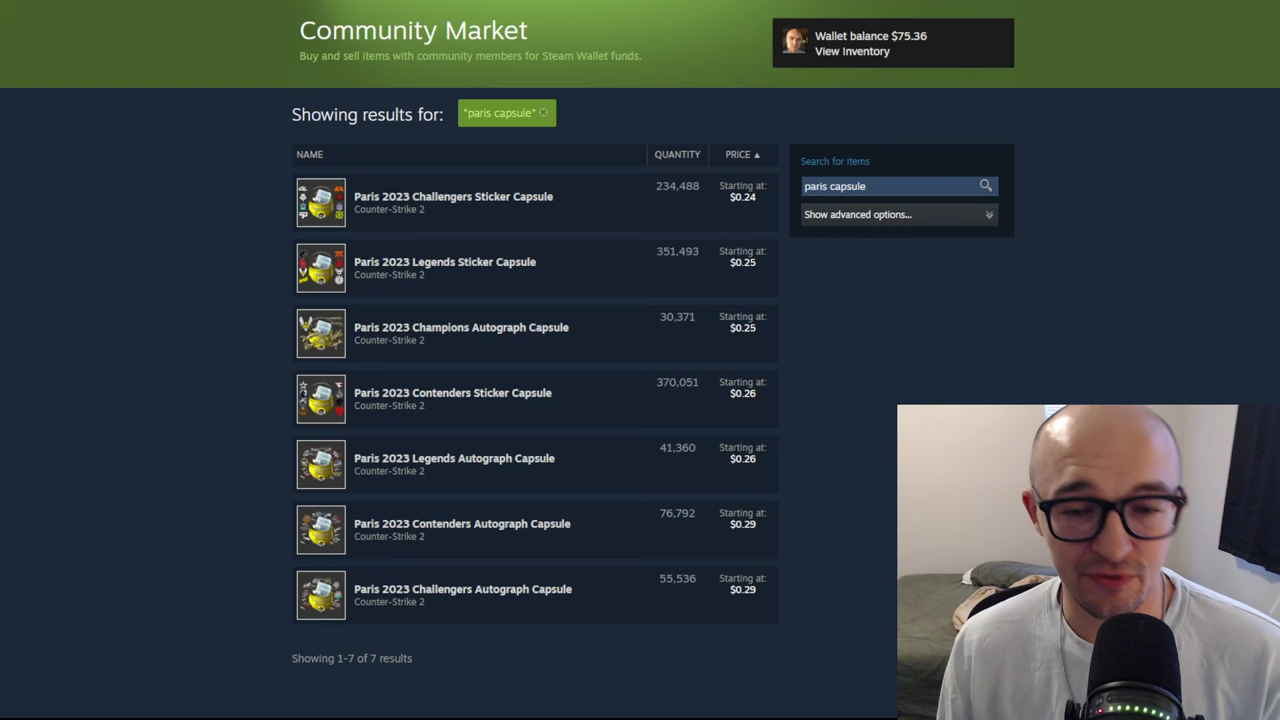 Community Market
Buy and sell items with community members for Steam Wallet funds.
Wallet balance $75.36
View Inventory
Showing results for:
"paris capsule"
NAME
QUANTITY
PRICE ▲
Paris 2023 Challengers Sticker Capsule
Counter-Strike 2
234,488
Starting at:
$0.24
Paris 2023 Legends Sticker Capsule
Counter-Strike 2
351,493
Starting at:
$0.25
Paris 2023 Champions Autograph Capsule
Counter-Strike 2
30,371
Starting at:
$0.25
Paris 2023 Contenders Sticker Capsule
Counter-Strike 2
370,051
Starting at:
$0.26
Paris 2023 Legends Autograph Capsule
Counter-Strike 2
41,360
Starting at:
$0.26
Paris 2023 Contenders Autograph Capsule
Counter-Strike 2
76,792
Starting at:
$0.29
Paris 2023 Challengers Autograph Capsule
Counter-Strike 2
55,536
Starting at:
$0.29
Showing 1-7 of 7 results
Search for Items
paris capsule
Show advanced options...